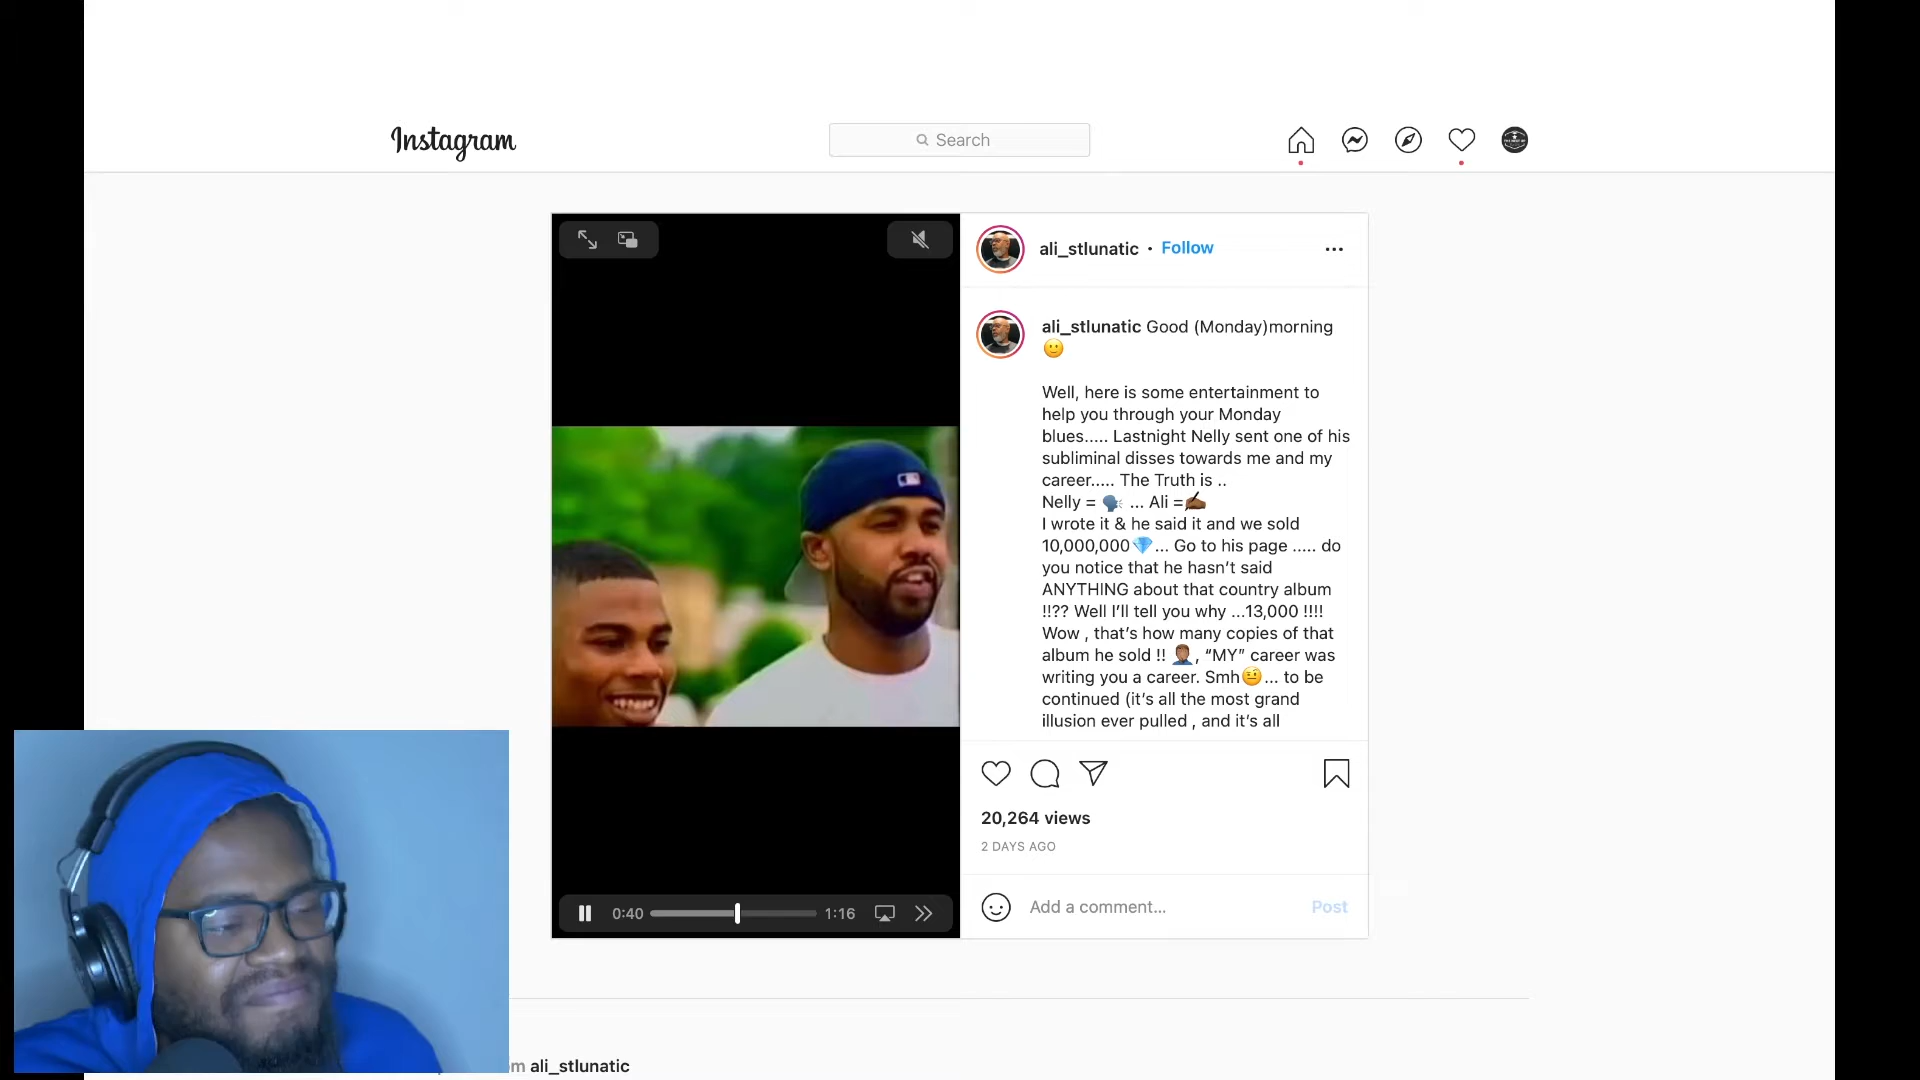 Instagram
Search
ali_stlunatic • Follow
ali_stlunatic Good (Monday)morning
🙂
Well, here is some entertainment to
help you through your Monday
blues..... Lastnight Nelly sent one of his
subliminal disses towards me and my
career..... The Truth is ..
Nelly = 🗣️ ... Ali =✍🏾
I wrote it & he said it and we sold
10,000,000💎... Go to his page ..... do
you notice that he hasn't said
ANYTHING about that country album
!!?? Well I'll tell you why ...13,000 !!!!
Wow , that's how many copies of that
album he sold !! 🤦🏽‍♂️, “MY” career was
writing you a career. Smh🤨... to be
continued (it's all the most grand
illusion ever pulled , and it's all
20,264 views
2 DAYS AGO
0:40
1:16
Add a comment...
Post
om ali_stlunatic